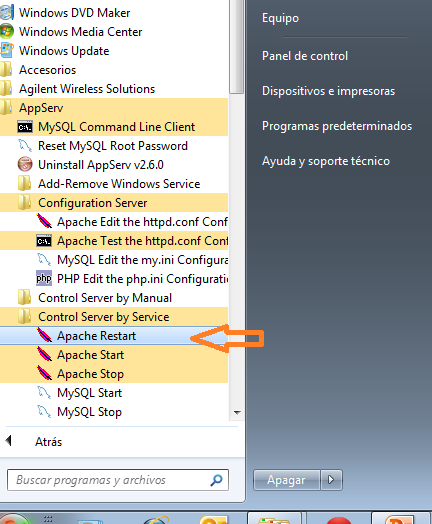 Windows DVD Maker
Windows Media Center
Windows Update
Accesorios
Agilent Wireless Solutions
AppServ
MySQL Command Line Client
Reset MySQL Root Password
Uninstall AppServ v2.6.0
Add-Remove Windows Service
Configuration Server
Apache Edit the httpd.conf Conf
Apache Test the httpd.conf Conf
MySQL Edit the my.ini Configura
php PHP Edit the php.ini Configuratio
Control Server by Manual
Control Server by Service
Apache Restart
Apache Start
Apache Stop
MySQL Start
MySQL Stop
Atrás
Buscar programas y archivos
Equipo
Panel de control
Dispositivos e impresoras
Programas predeterminados
Ayuda y soporte técnico
Apagar